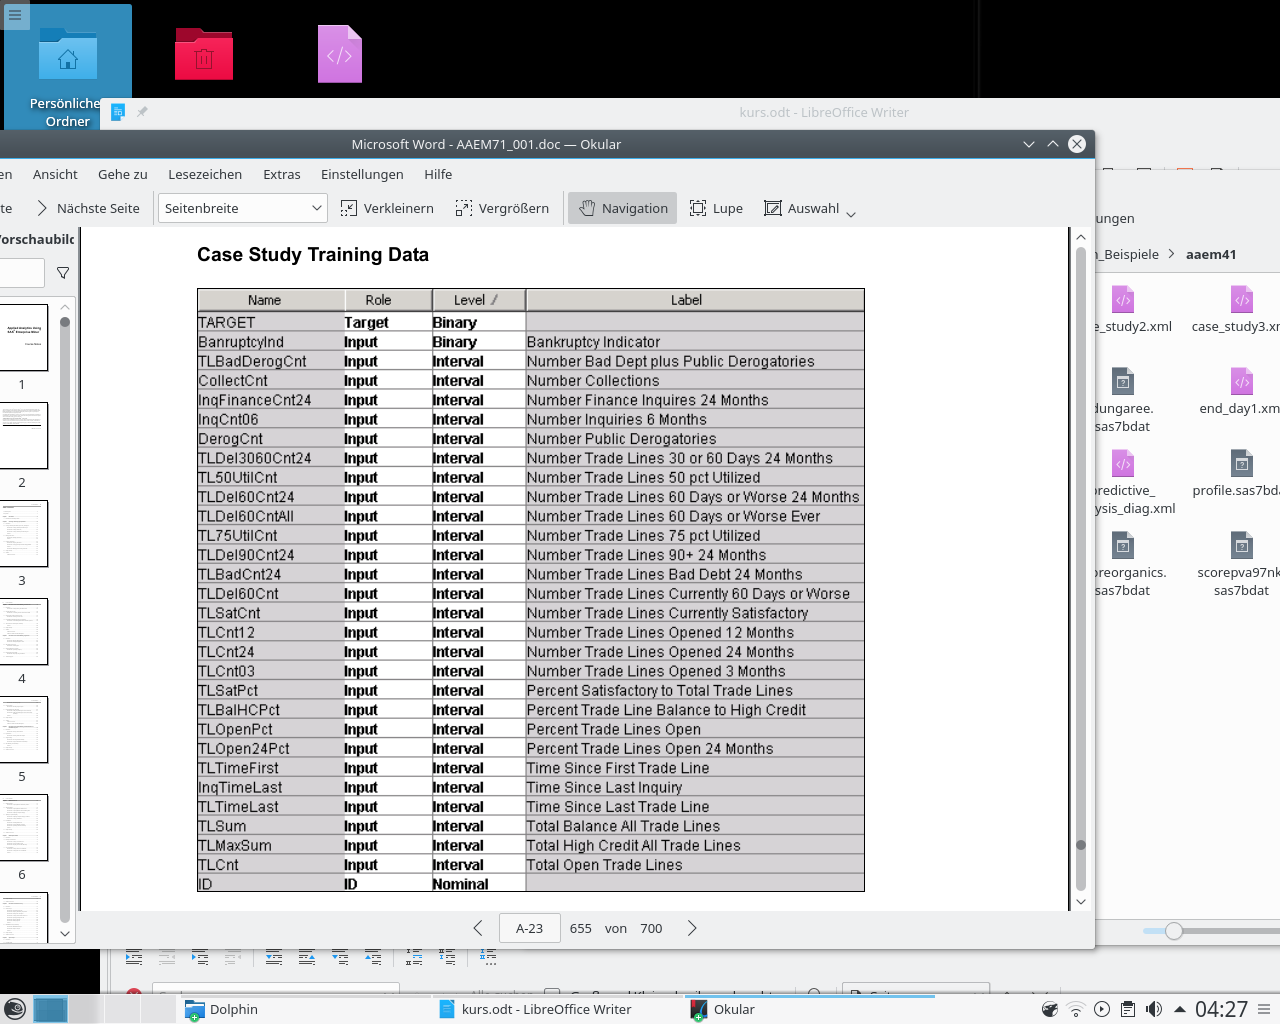 Persönliche
Ordner
kurs.odt - LibreOffice Writer
Microsoft Word - AAEM71_001.doc — Okular
en Ansicht Gehe zu Lesezeichen Extras Einstellungen Hilfe
te Nächste Seite Seitenbreite Verkleinern Vergrößern Navigation Lupe Auswahl
Vorschaubild
ungen
n_Beispiele aaem41
Case Study Training Data
Name Role Level Label
TARGET Target Binary
BanruptcyInd Input Binary Bankruptcy Indicator
TLBadDerogCnt Input Interval Number Bad Dept plus Public Derogatories
CollectCnt Input Interval Number Collections
InqFinanceCnt24 Input Interval Number Finance Inquires 24 Months
InqCnt06 Input Interval Number Inquiries 6 Months
DerogCnt Input Interval Number Public Derogatories
TLDel3060Cnt24 Input Interval Number Trade Lines 30 or 60 Days 24 Months
TL50UtilCnt Input Interval Number Trade Lines 50 pct Utilized
TLDel60Cnt24 Input Interval Number Trade Lines 60 Days or Worse 24 Months
TLDel60CntAll Input Interval Number Trade Lines 60 Days or Worse Ever
TL75UtilCnt Input Interval Number Trade Lines 75 pct Utilized
TLDel90Cnt24 Input Interval Number Trade Lines 90+ 24 Months
TLBadCnt24 Input Interval Number Trade Lines Bad Debt 24 Months
TLDel60Cnt Input Interval Number Trade Lines Currently 60 Days or Worse
TLSatCnt Input Interval Number Trade Lines Currently Satisfactory
TLCnt12 Input Interval Number Trade Lines Opened 12 Months
TLCnt24 Input Interval Number Trade Lines Opened 24 Months
TLCnt03 Input Interval Number Trade Lines Opened 3 Months
TLSatPct Input Interval Percent Satisfactory to Total Trade Lines
TLBalHCPct Input Interval Percent Trade Line Balance to High Credit
TLOpenPct Input Interval Percent Trade Lines Open
TLOpen24Pct Input Interval Percent Trade Lines Open 24 Months
TLTimeFirst Input Interval Time Since First Trade Line
InqTimeLast Input Interval Time Since Last Inquiry
TLTimeLast Input Interval Time Since Last Trade Line
TLSum Input Interval Total Balance All Trade Lines
TLMaxSum Input Interval Total High Credit All Trade Lines
TLCnt Input Interval Total Open Trade Lines
ID ID Nominal
1
2
3
4
5
6
e_study2.xml case_study3.xm
dungaree. end_day1.xm
sas7bdat
predictive_ profile.sas7bda
ysis_diag.xml
oreorganics. scorepva97nk
sas7bdat sas7bdat
A-23 655 von 700
Dolphin kurs.odt - LibreOffice Writer Okular 04:27